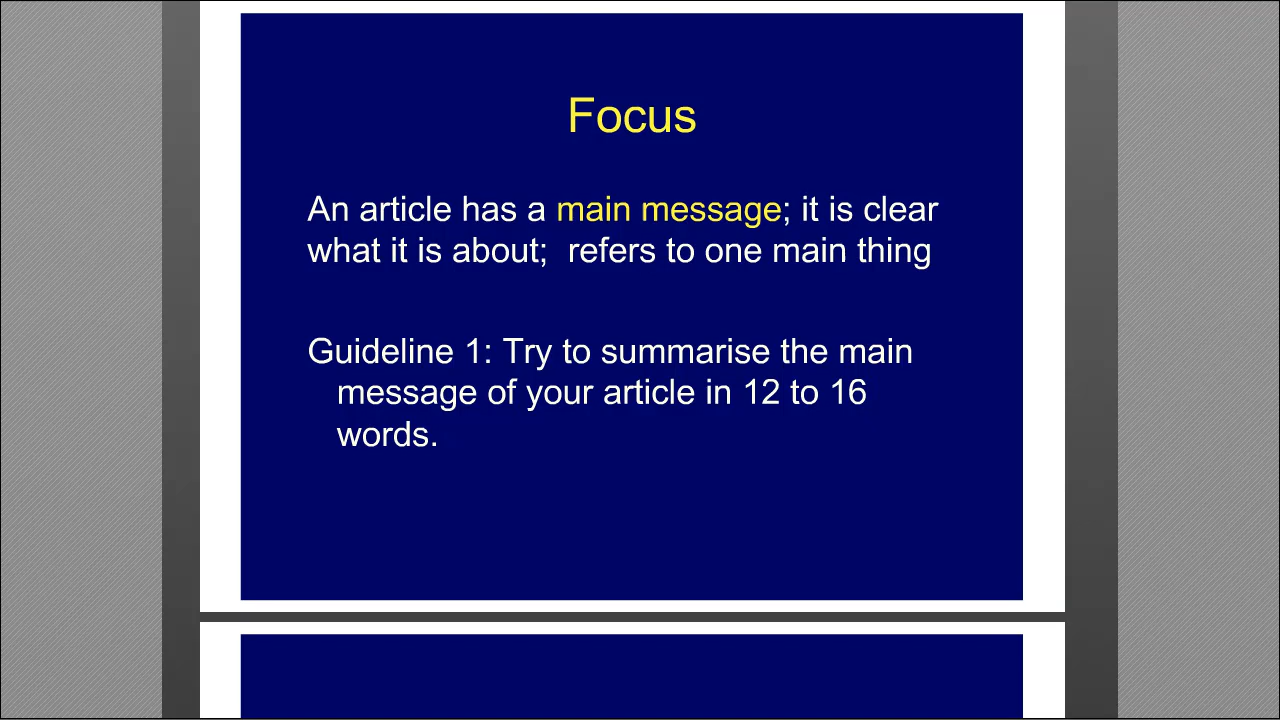 Focus
An article has a main message; it is clear
what it is about;  refers to one main thing
Guideline 1: Try to summarise the main
message of your article in 12 to 16
words.